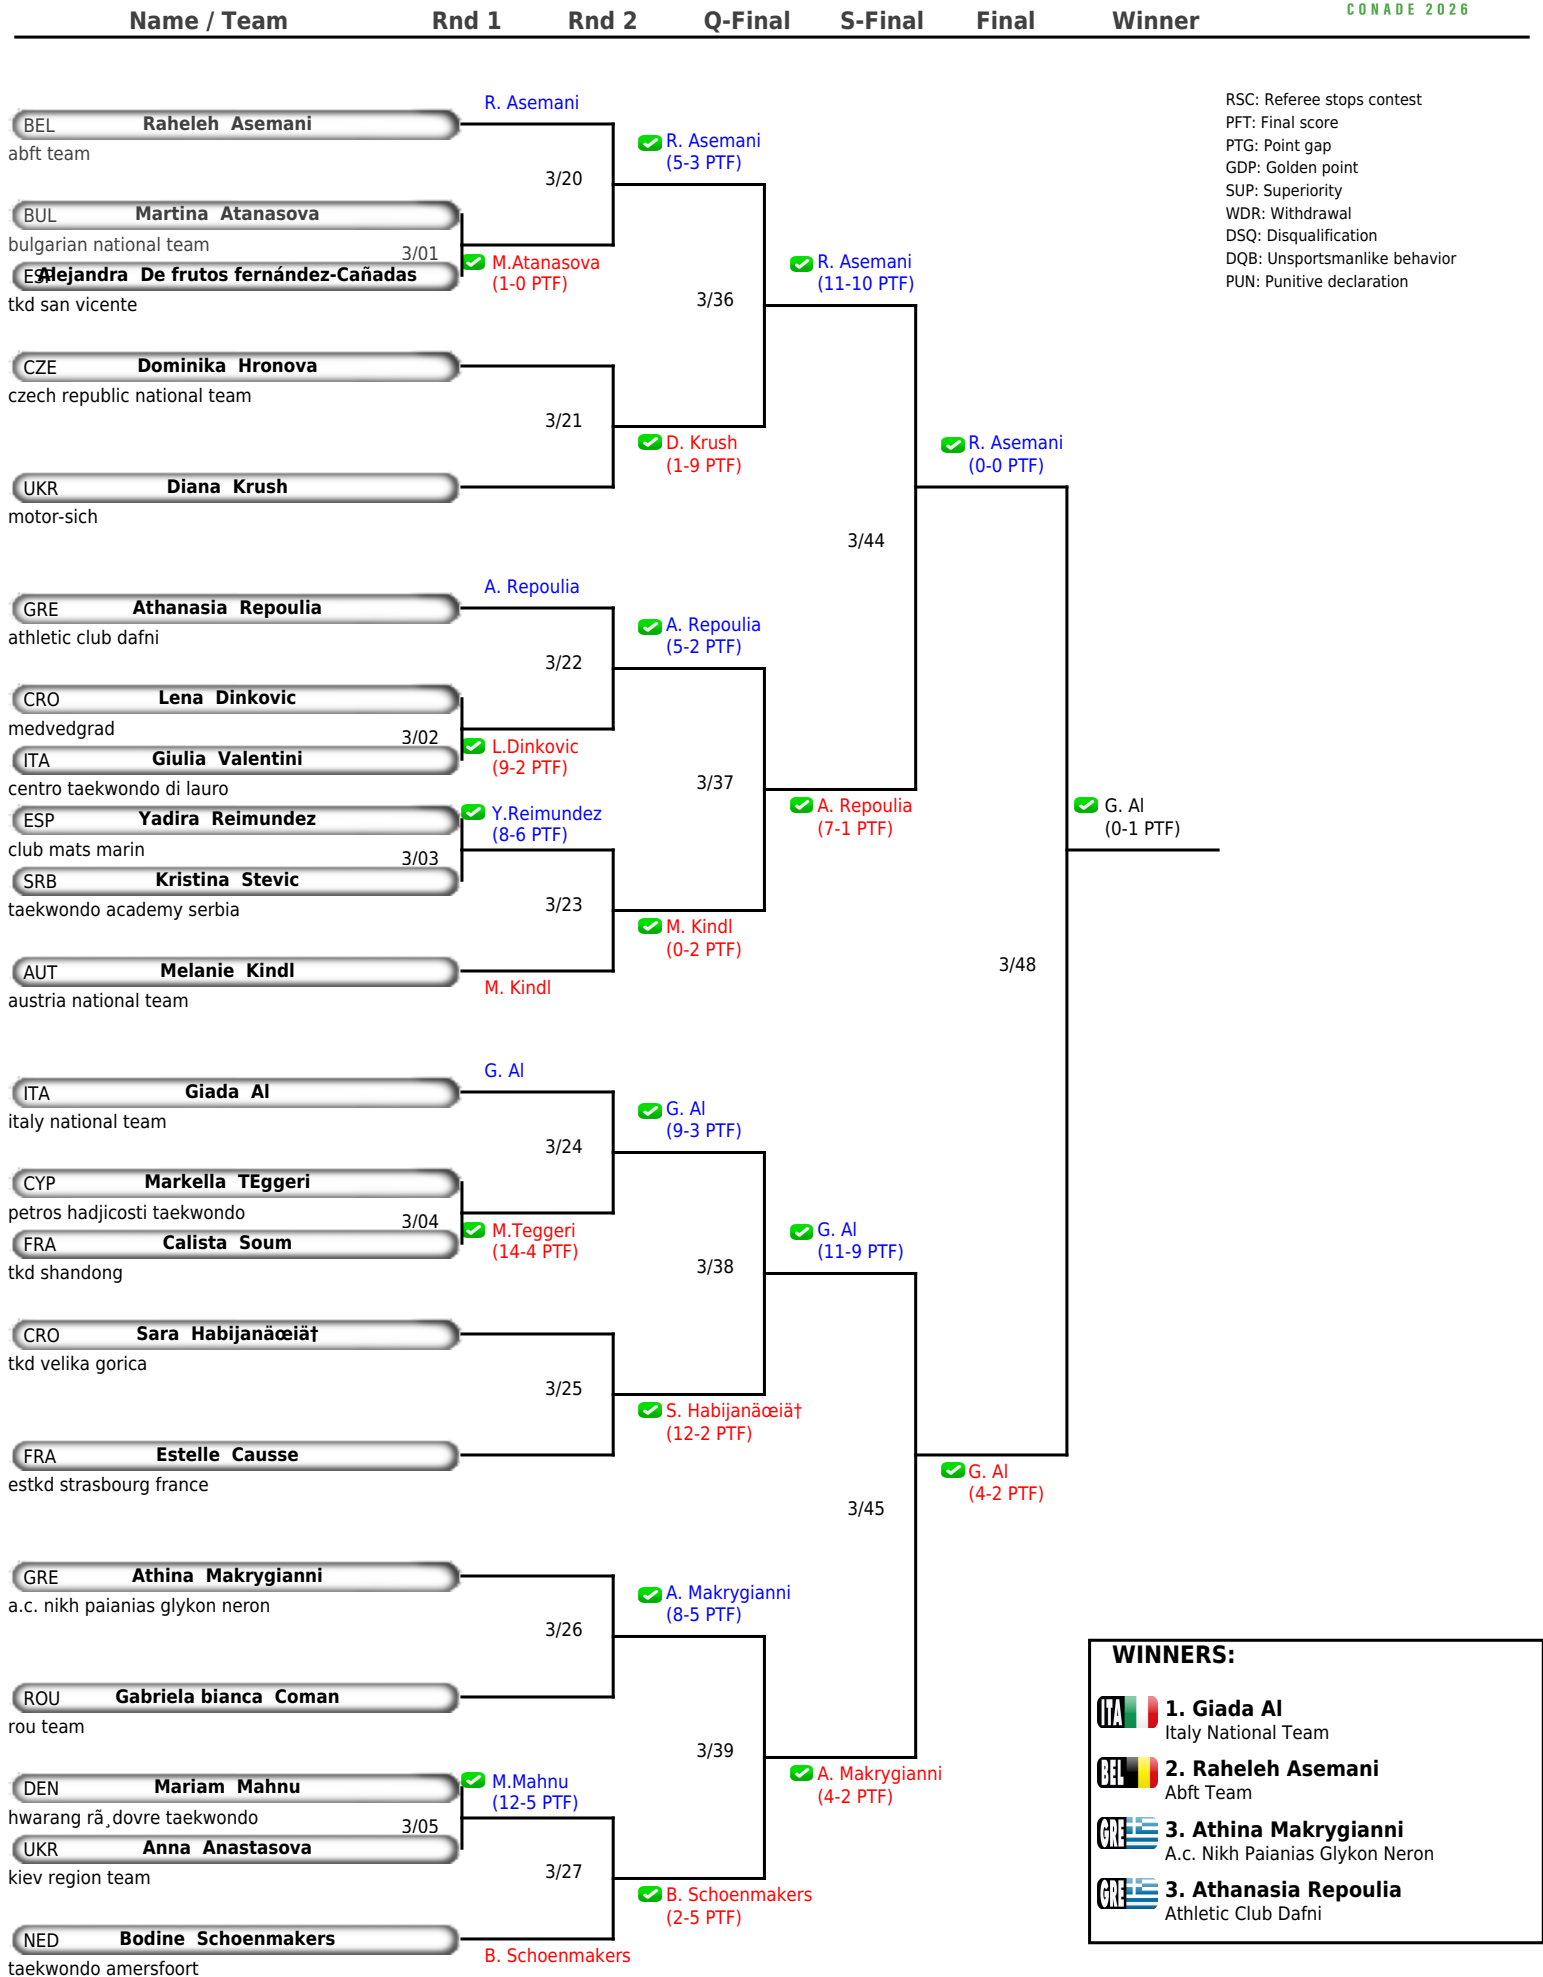 CONADE 2026
Name / Team Rnd 1 Rnd 2 Q-Final S-Final Final Winner
RSC: Referee stops contest
PFT: Final score
PTG: Point gap
GDP: Golden point
SUP: Superiority
WDR: Withdrawal
DSQ: Disqualification
DQB: Unsportsmanlike behavior
PUN: Punitive declaration
R. Asemani
BEL Raheleh Asemani
abft team
R. Asemani
(5-3 PTF)
3/20
BUL Martina Atanasova
bulgarian national team
3/01
M.Atanasova
(1-0 PTF)
ESP Alejandra De frutos fernández-Cañadas
tkd san vicente
R. Asemani
(11-10 PTF)
3/36
CZE Dominika Hronova
czech republic national team
3/21
D. Krush
(1-9 PTF)
R. Asemani
(0-0 PTF)
UKR Diana Krush
motor-sich
3/44
A. Repoulia
GRE Athanasia Repoulia
athletic club dafni
A. Repoulia
(5-2 PTF)
3/22
CRO Lena Dinkovic
medvedgrad
3/02
L.Dinkovic
(9-2 PTF)
ITA Giulia Valentini
centro taekwondo di lauro
3/37
A. Repoulia
(7-1 PTF)
G. Al
(0-1 PTF)
ESP Yadira Reimundez
club mats marin
Y.Reimundez
(8-6 PTF)
3/03
SRB Kristina Stevic
taekwondo academy serbia
3/23
M. Kindl
(0-2 PTF)
AUT Melanie Kindl
austria national team
M. Kindl
3/48
G. Al
ITA Giada Al
italy national team
G. Al
(9-3 PTF)
3/24
CYP Markella TEggeri
petros hadjicosti taekwondo
3/04
M.Teggeri
(14-4 PTF)
FRA Calista Soum
tkd shandong
G. Al
(11-9 PTF)
3/38
CRO Sara Habijanäœiä†
tkd velika gorica
3/25
S. Habijanäœiä†
(12-2 PTF)
FRA Estelle Causse
estkd strasbourg france
G. Al
(4-2 PTF)
3/45
GRE Athina Makrygianni
a.c. nikh paianias glykon neron
A. Makrygianni
(8-5 PTF)
3/26
ROU Gabriela bianca Coman
rou team
3/39
A. Makrygianni
(4-2 PTF)
DEN Mariam Mahnu
hwarang rã¸dovre taekwondo
M.Mahnu
(12-5 PTF)
3/05
UKR Anna Anastasova
kiev region team
3/27
B. Schoenmakers
(2-5 PTF)
NED Bodine Schoenmakers
taekwondo amersfoort
B. Schoenmakers
WINNERS:
ITA 1. Giada Al
Italy National Team
BEL 2. Raheleh Asemani
Abft Team
GRE 3. Athina Makrygianni
A.c. Nikh Paianias Glykon Neron
GRE 3. Athanasia Repoulia
Athletic Club Dafni